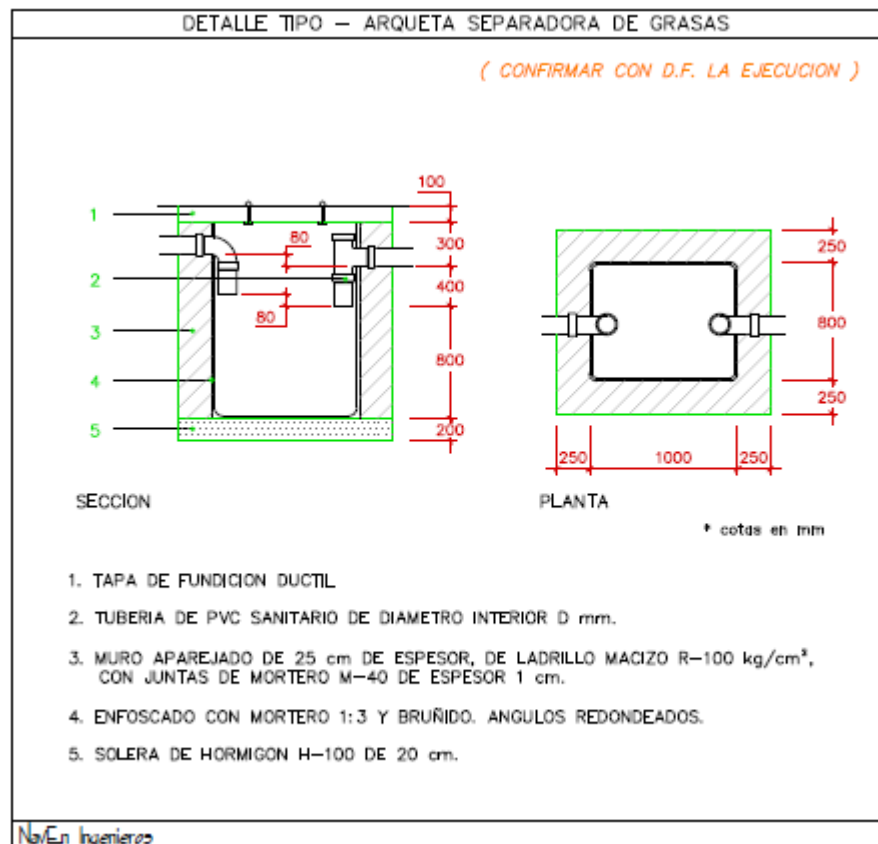 DETALLE TIPO – ARQUETA SEPARADORA DE GRASAS
( CONFIRMAR CON D.F. LA EJECUCION )
100
1
80
300
250
2
400
80
3
800
800
4
5
200
250
250
1000
250
SECCION
PLANTA
* cotas en mm
1. TAPA DE FUNDICION DUCTIL
2. TUBERIA DE PVC SANITARIO DE DIAMETRO INTERIOR D mm.
3. MURO APAREJADO DE 25 cm DE ESPESOR, DE LADRILLO MACIZO R–100 kg/cm²,
CON JUNTAS DE MORTERO M–40 DE ESPESOR 1 cm.
4. ENFOSCADO CON MORTERO 1:3 Y BRUÑIDO. ANGULOS REDONDEADOS.
5. SOLERA DE HORMIGON H–100 DE 20 cm.
Ingenieros